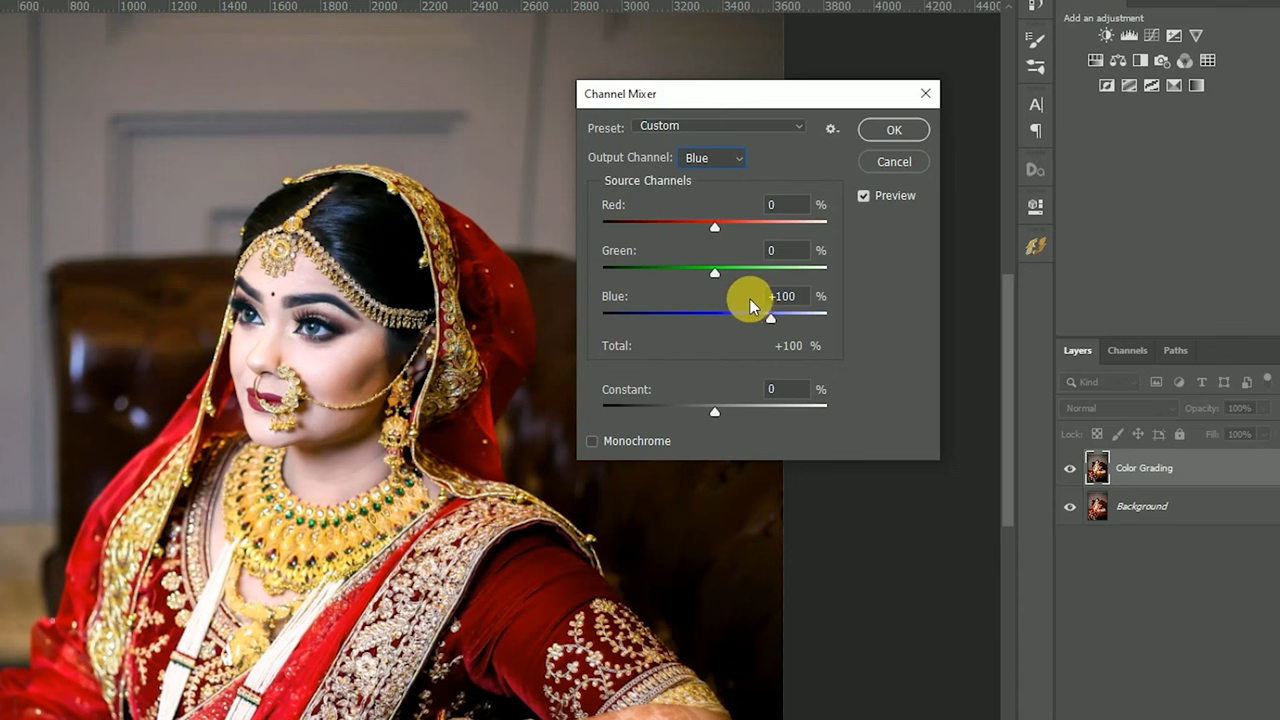 600 800 1000 1200 1400 1600 1800 2000 2200 2400 2600 2800 3000 3200 3400 3600 3800 4000 4200 4400
Add an adjustment
Channel Mixer
Preset: Custom
OK
Output Channel: Blue
Cancel
Source Channels
Preview
Red: 0 %
Green: 0 %
Blue: +100 %
Total: +100 %
Constant: 0 %
Monochrome
A|
Da
Layers Channels Paths
Kind
Normal Opacity: 100%
Lock: Fill: 100%
Color Grading
Background